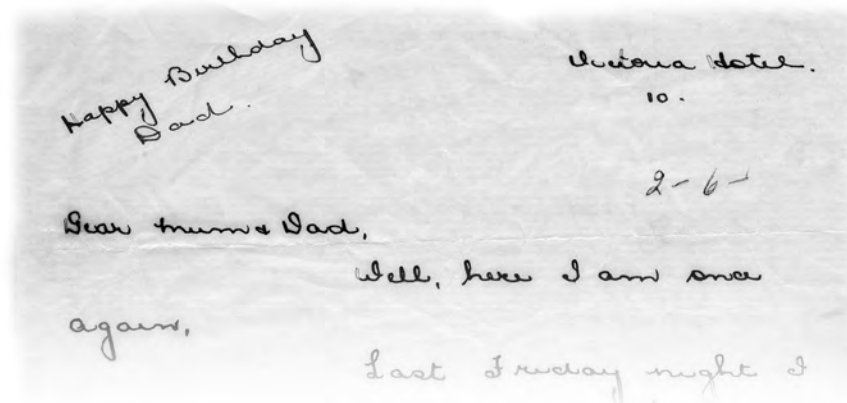 Happy Birthday
Dad.
Victoria Hotel.
10.
2-6-
Dear Mum & Dad,
Well, here I am once
again,
Last Friday night I